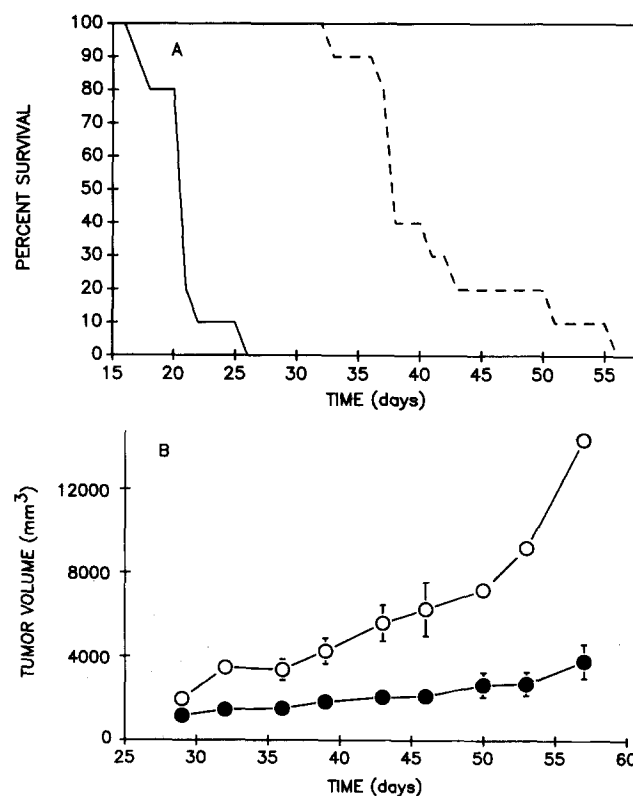 A
PERCENT SURVIVAL
100
90
80
70
60
50
40
30
20
10
0
15 20 25 30 35 40 45 50 55
TIME (days)
B
TUMOR VOLUME (mm³)
12000
8000
4000
0
25 30 35 40 45 50 55 60
TIME (days)